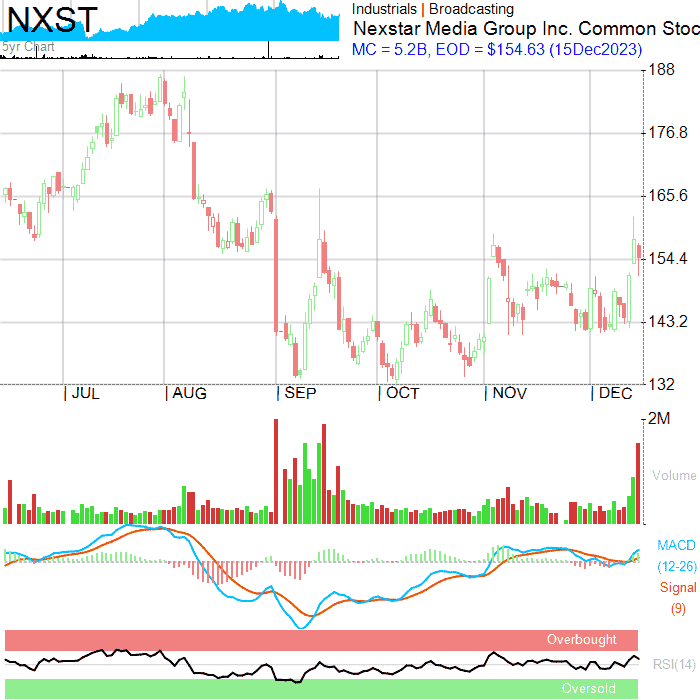 NXST
5yr Chart
Industrials | Broadcasting
Nexstar Media Group Inc. Common Stoc
MC = 5.2B, EOD = $154.63 (15Dec2023)
188
176.8
165.6
154.4
143.2
132
JUL
AUG
SEP
OCT
NOV
DEC
2M
Volume
MACD
(12-26)
Signal
(9)
Overbought
RSI(14)
Oversold